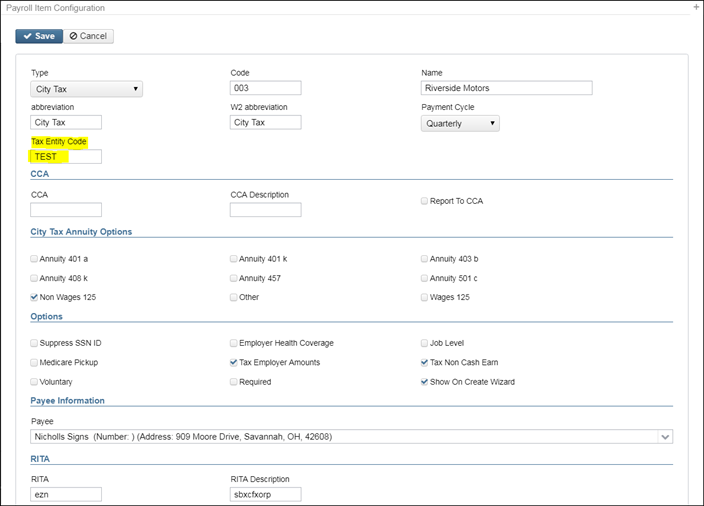 Payroll Item Configuration
Save Cancel
Type Code Name
City Tax 003 Riverside Motors
abbreviation W2 abbreviation Payment Cycle
City Tax City Tax Quarterly
Tax Entity Code
TEST
CCA
CCA CCA Description Report To CCA
City Tax Annuity Options
Annuity 401 a Annuity 401 k Annuity 403 b
Annuity 408 k Annuity 457 Annuity 501 c
Non Wages 125 Other Wages 125
Options
Suppress SSN ID Employer Health Coverage Job Level
Medicare Pickup Tax Employer Amounts Tax Non Cash Earn
Voluntary Required Show On Create Wizard
Payee Information
Payee
Nicholls Signs (Number: ) (Address: 909 Moore Drive, Savannah, OH, 42608)
RITA
RITA RITA Description
ezn sbxcfxorp